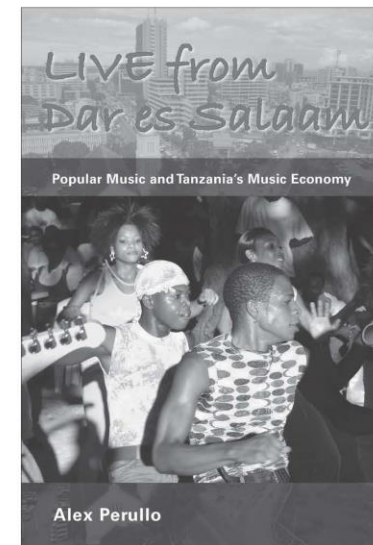 LIVE from
Dar es Salaam
Popular Music and Tanzania's Music Economy
Alex Perullo